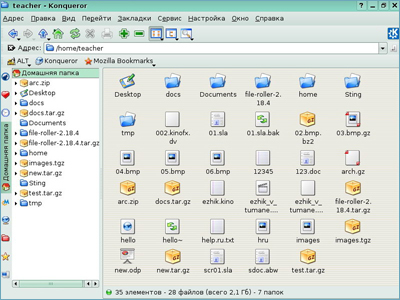 teacher - Konqueror
Адрес Правка Вид Перейти Закладки Сервис Настройка Окно Справка
Адрес: /home/teacher
ALT Konqueror Mozilla Bookmarks
Домашняя папка
Домашняя папка
arc.zip
Desktop
docs
docs.tar.gz
Documents
file-roller-2.18.4
file-roller-2.18.4.tar.gz
home
images.tgz
new.tar.gz
Sting
test.tar.gz
tmp
Desktop docs Documents file-roller-2.18.4 home Sting
tmp 002.kinofx.dv 01.sla 01.sla.bak 02.bmp.bz2 03.bmp.gz
04.bmp 05.bmp 06.bmp 12345 123.doc arch.gz
arc.zip docs.tar.gz ezhik.kino ezhik_v_tumane.... ezhik_v_tumane.... file-roller-2.18.4.tar.gz
hello hello~ help.ru.txt hru images images.tgz
new.odp new.tar.gz scr01.sla sdoc.abw test.tar.gz
35 элементов - 28 файлов (всего 2,1 Гб) - 7 папок